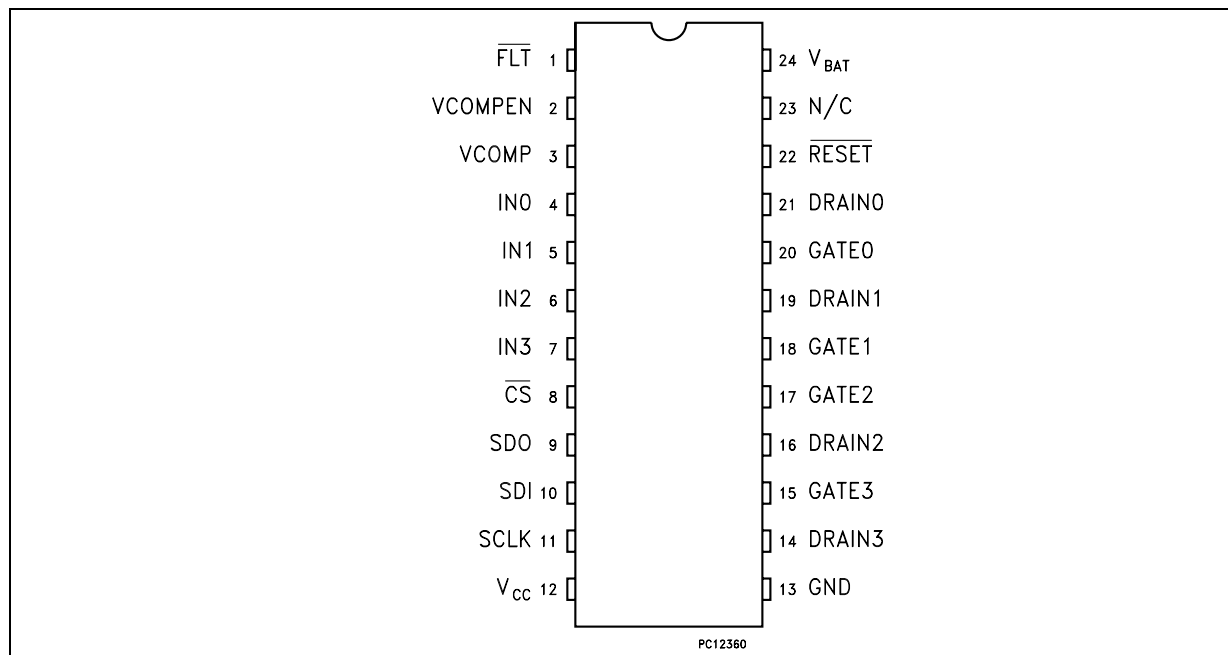 FLT 1
VCOMPEN 2
VCOMP 3
IN0 4
IN1 5
IN2 6
IN3 7
CS 8
SDO 9
SDI 10
SCLK 11
VCC 12
24 VBAT
23 N/C
22 RESET
21 DRAIN0
20 GATE0
19 DRAIN1
18 GATE1
17 GATE2
16 DRAIN2
15 GATE3
14 DRAIN3
13 GND
PC12360